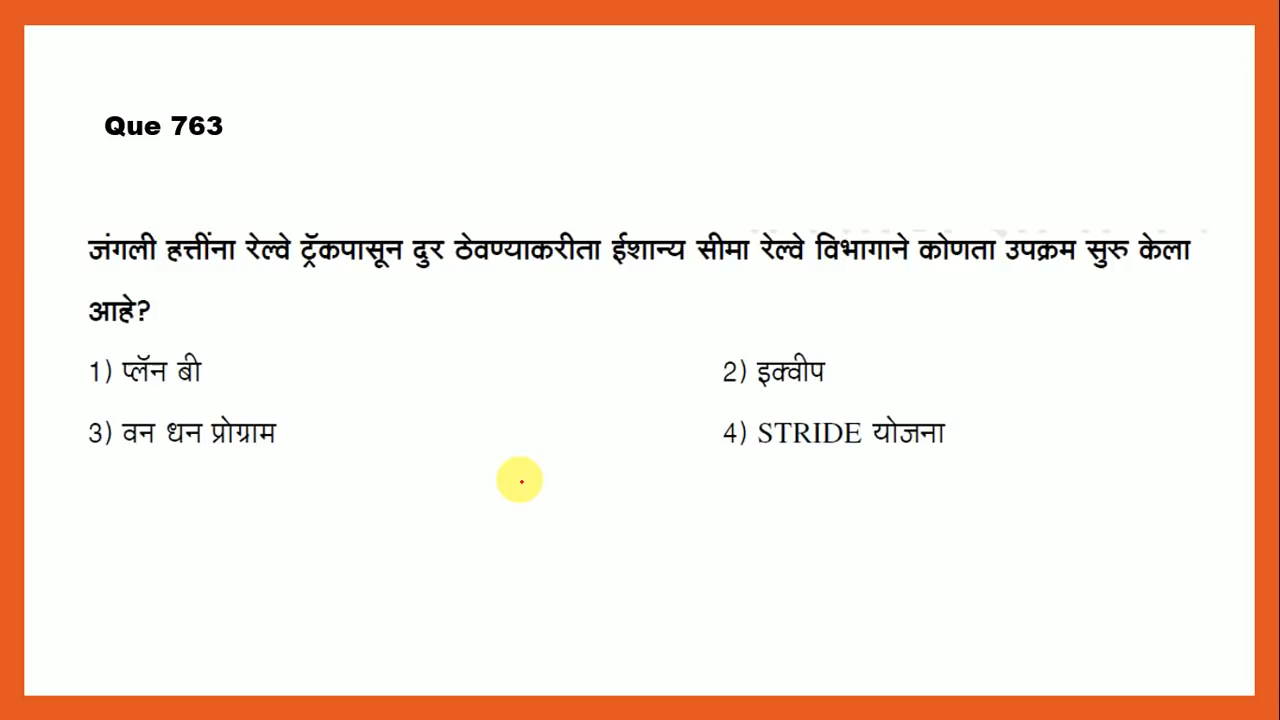 Que 763
जंगली हत्तींना रेल्वे ट्रॅकपासून दुर ठेवण्याकरीता ईशान्य सीमा रेल्वे विभागाने कोणता उपक्रम सुरु केला
आहे?
1) प्लॅन बी 2) इक्वीप
3) वन धन प्रोग्राम 4) STRIDE योजना